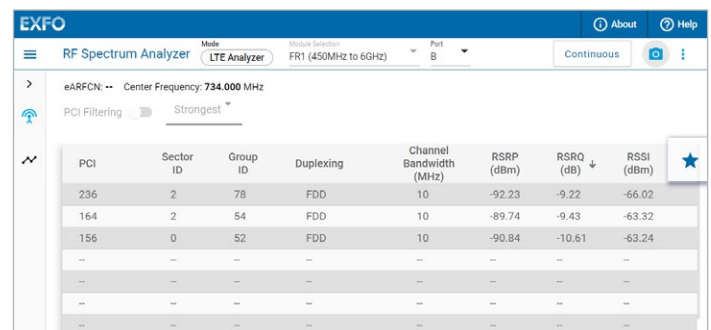 EXFO About Help
RF Spectrum Analyzer Mode LTE Analyzer Module Selection FR1 (450MHz to 6GHz) Port B Continuous
eARFCN: -- Center Frequency: 734.000 MHz
PCI Filtering Strongest
PCI Sector ID Group ID Duplexing Channel Bandwidth (MHz) RSRP (dBm) RSRQ (dB) RSSI (dBm)
236 2 78 FDD 10 -92.23 -9.22 -66.02
164 2 54 FDD 10 -89.74 -9.43 -63.32
156 0 52 FDD 10 -90.84 -10.61 -63.24
-- -- -- -- -- -- -- --
-- -- -- -- -- -- -- --
-- -- -- -- -- -- -- --
-- -- -- -- -- -- -- --